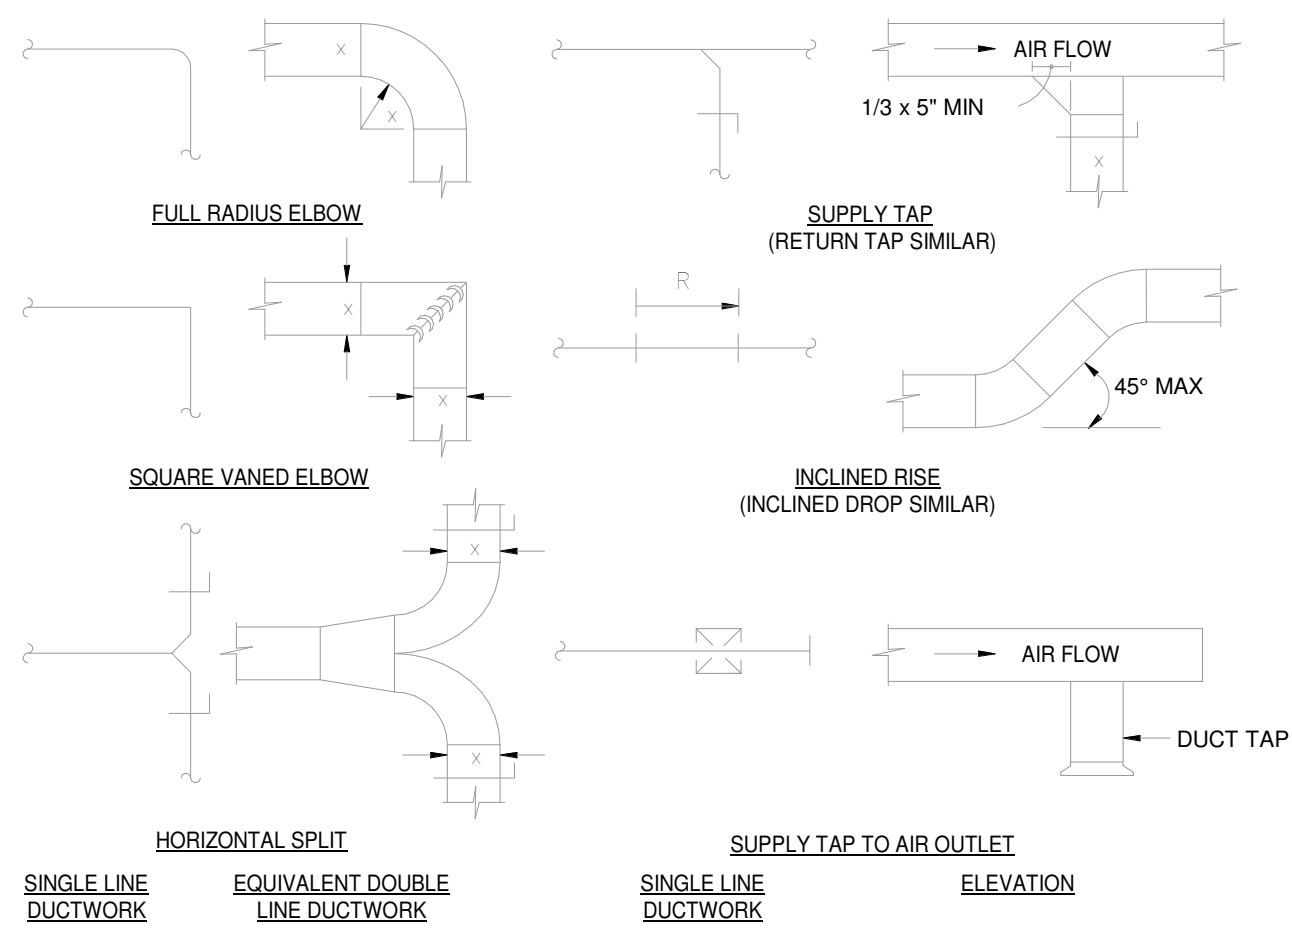 X
X
FULL RADIUS ELBOW
AIR FLOW
1/3 x 5" MIN
X
SUPPLY TAP
(RETURN TAP SIMILAR)
X
X
SQUARE VANED ELBOW
R
45° MAX
INCLINED RISE
(INCLINED DROP SIMILAR)
X
X
HORIZONTAL SPLIT
AIR FLOW
DUCT TAP
SUPPLY TAP TO AIR OUTLET
SINGLE LINE
DUCTWORK
EQUIVALENT DOUBLE
LINE DUCTWORK
SINGLE LINE
DUCTWORK
ELEVATION